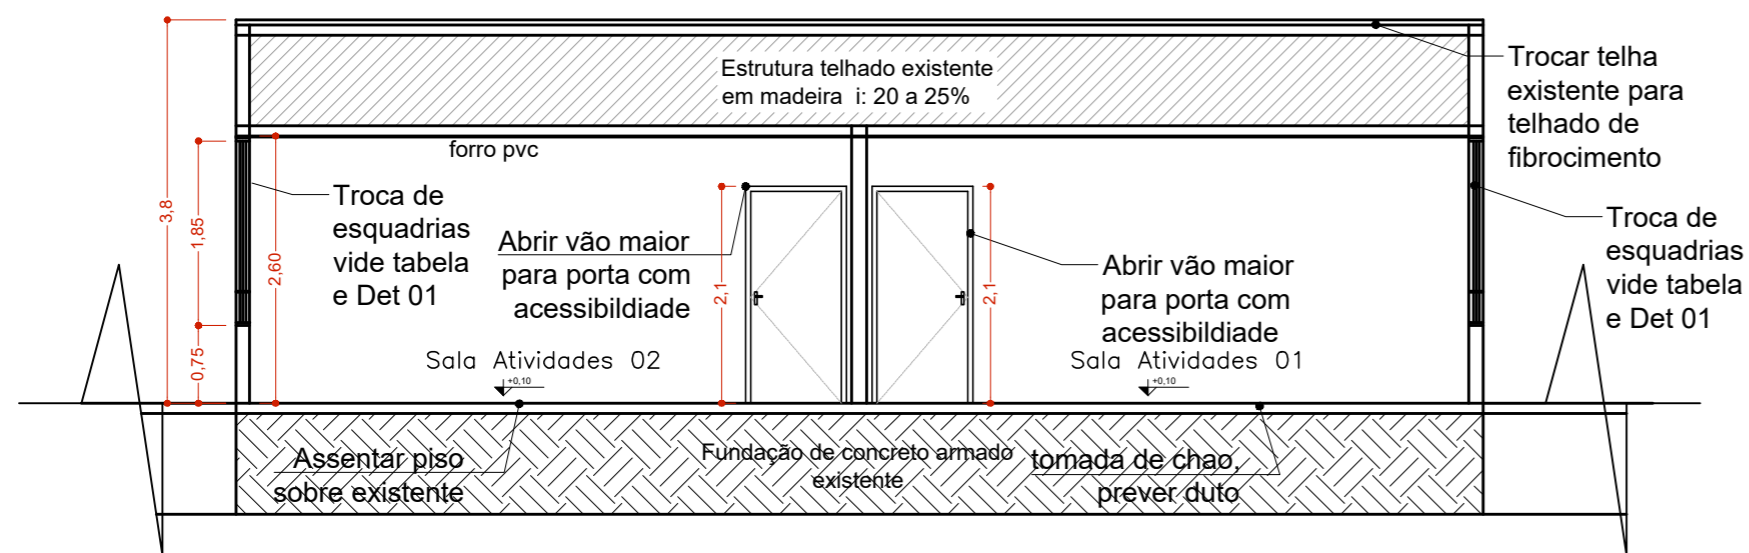 Estrutura telhado existente
em madeira i: 20 a 25%
Trocar telha
existente para
telhado de
fibrocimento
forro pvc
3,8
1,85
0,75
2,60
Troca de
esquadrias
vide tabela
e Det 01
Abrir vão maior
para porta com
acessibildiade
2,1
2,1
Abrir vão maior
para porta com
acessibildiade
Troca de
esquadrias
vide tabela
e Det 01
Sala Atividades 02
+0,10
Sala Atividades 01
+0,10
Assentar piso
sobre existente
Fundação de concreto armado
existente
tomada de chao,
prever duto